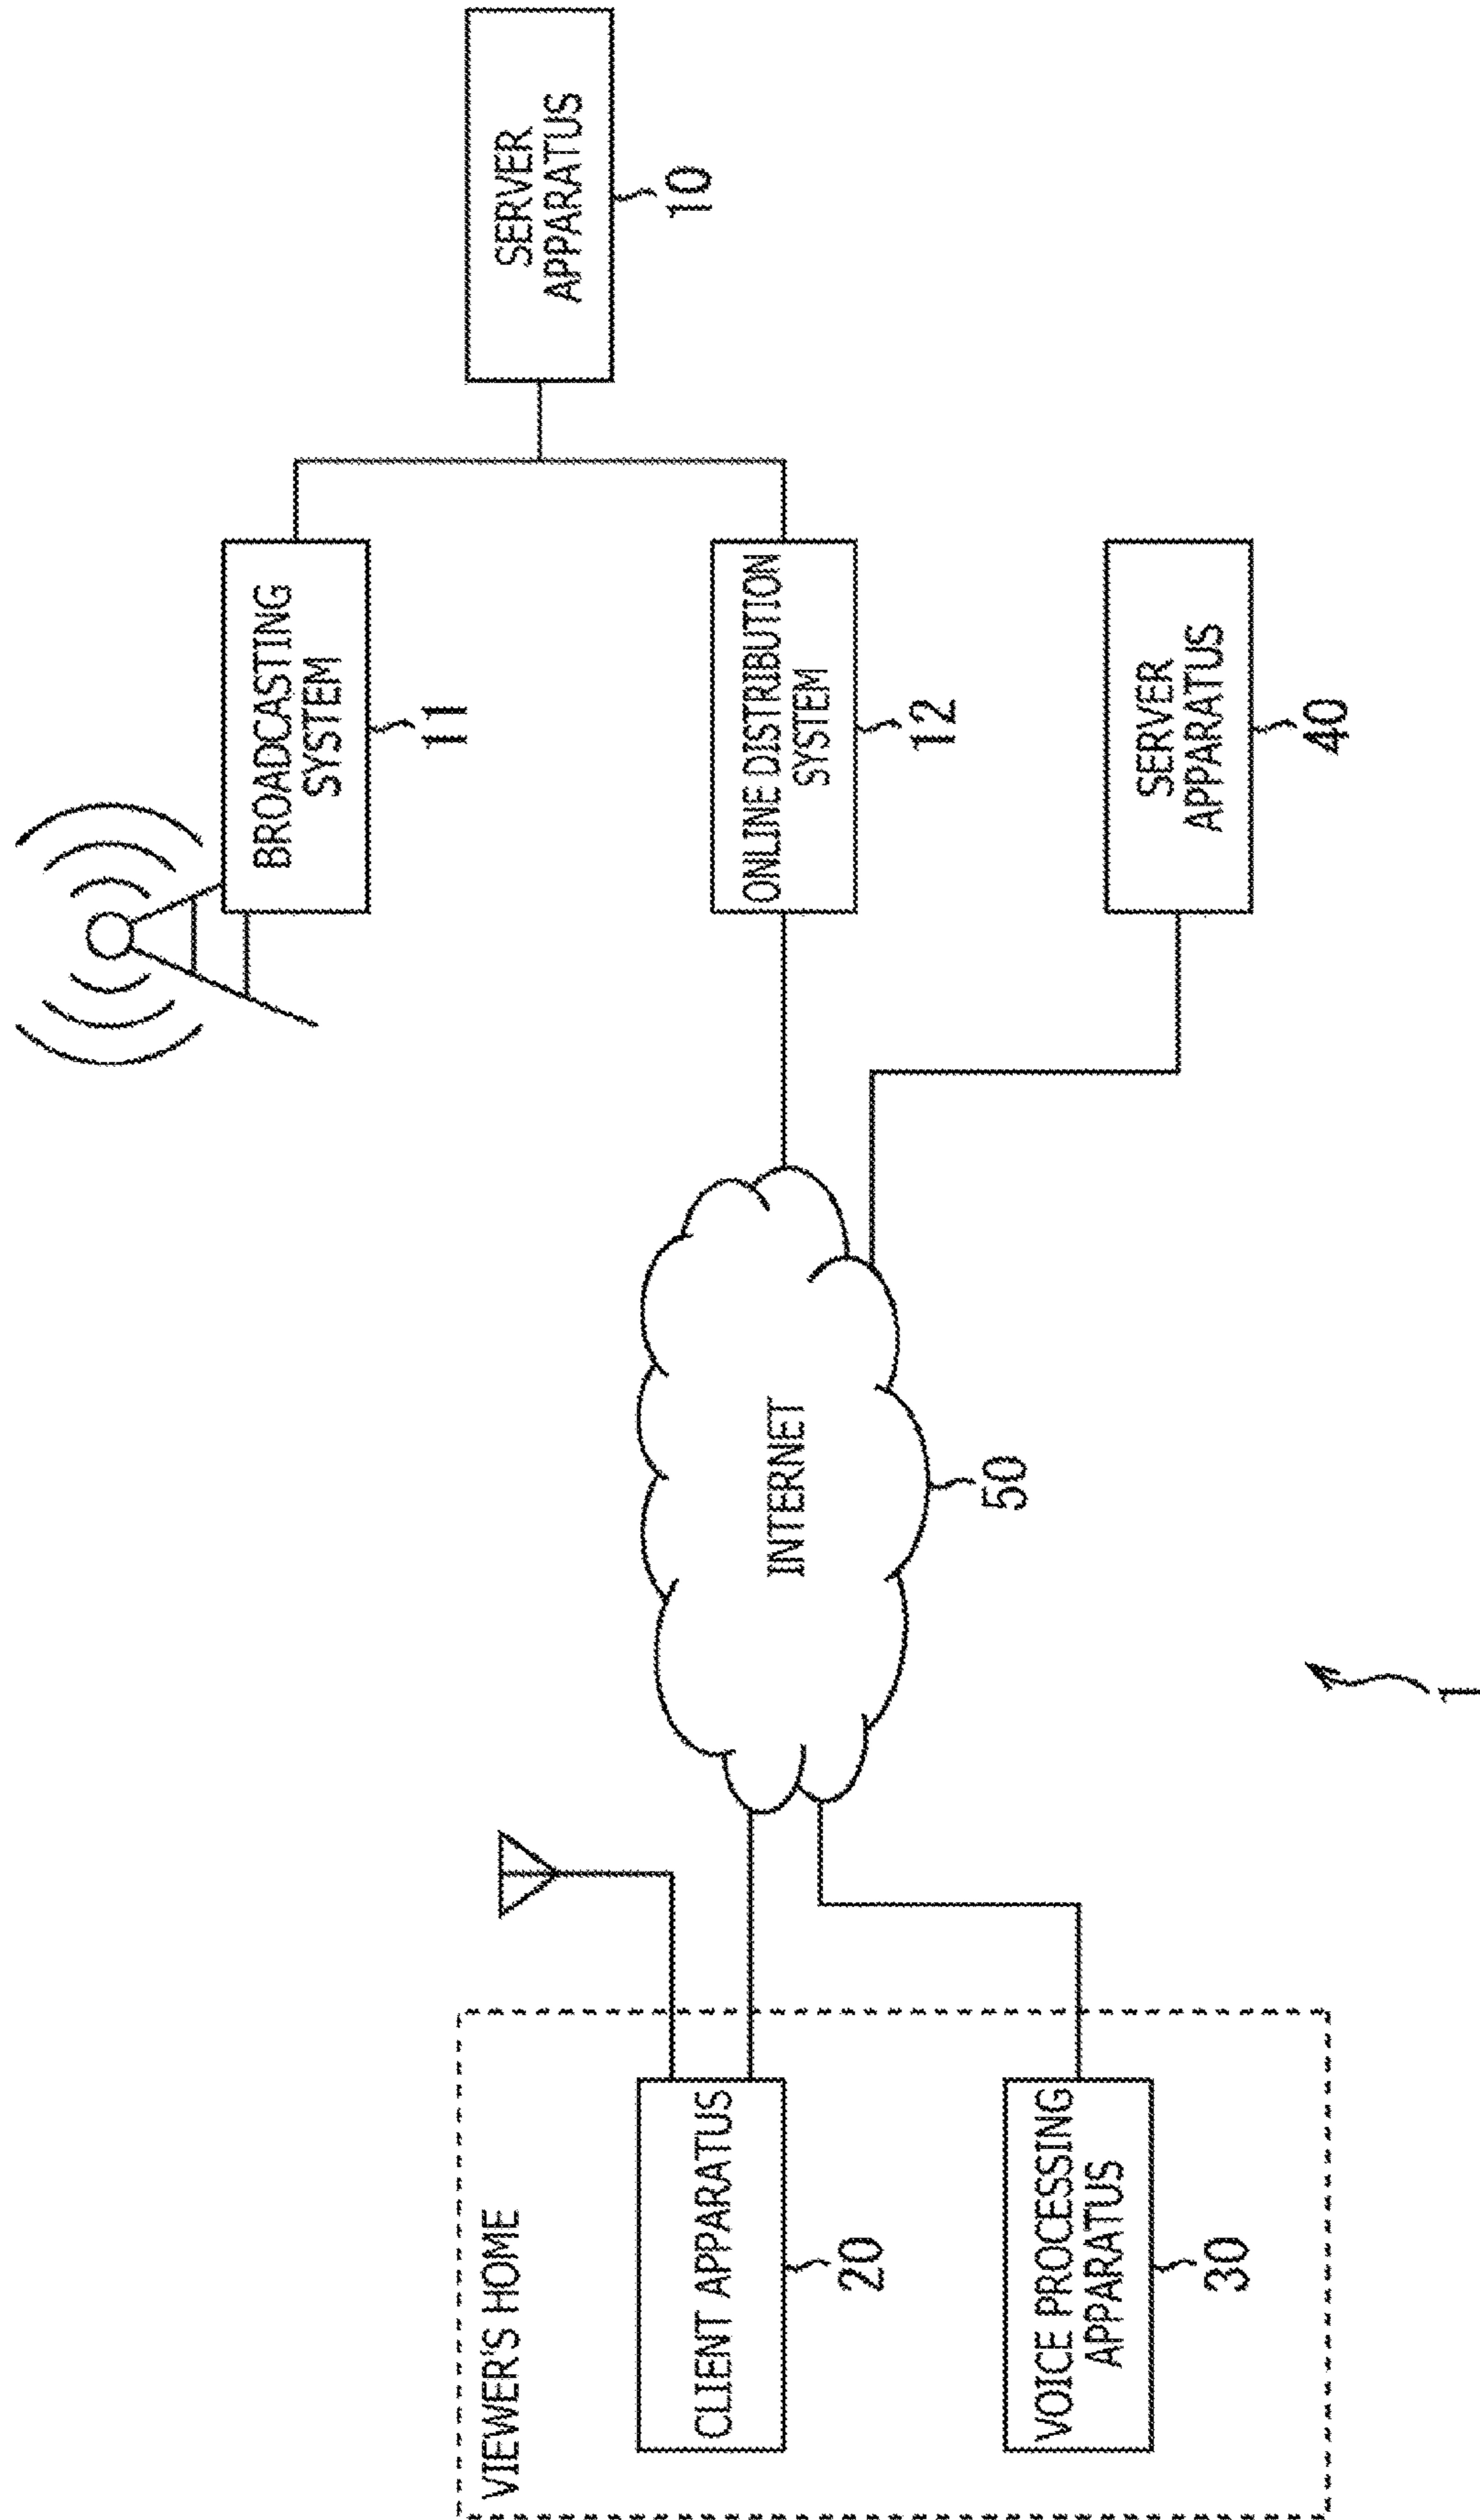 SERVER
APPARATUS
10
BROADCASTING
SYSTEM
11
ONLINE DISTRIBUTION
SYSTEM
12
SERVER
APPARATUS
40
INTERNET
50
VIEWER'S HOME
CLIENT APPARATUS
20
VOICE PROCESSING
APPARATUS
30
1